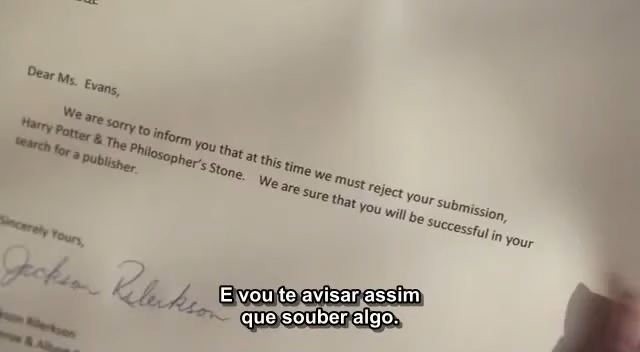 Dear Ms. Evans,
We are sorry to inform you that at this time we must reject your submission,
Harry Potter & The Philosopher's Stone. We are sure that you will be successful in your
search for a publisher.
Sincerely Yours,
Jackson Rilerkson
Rilerkson
E vou te avisar assim
que souber algo.